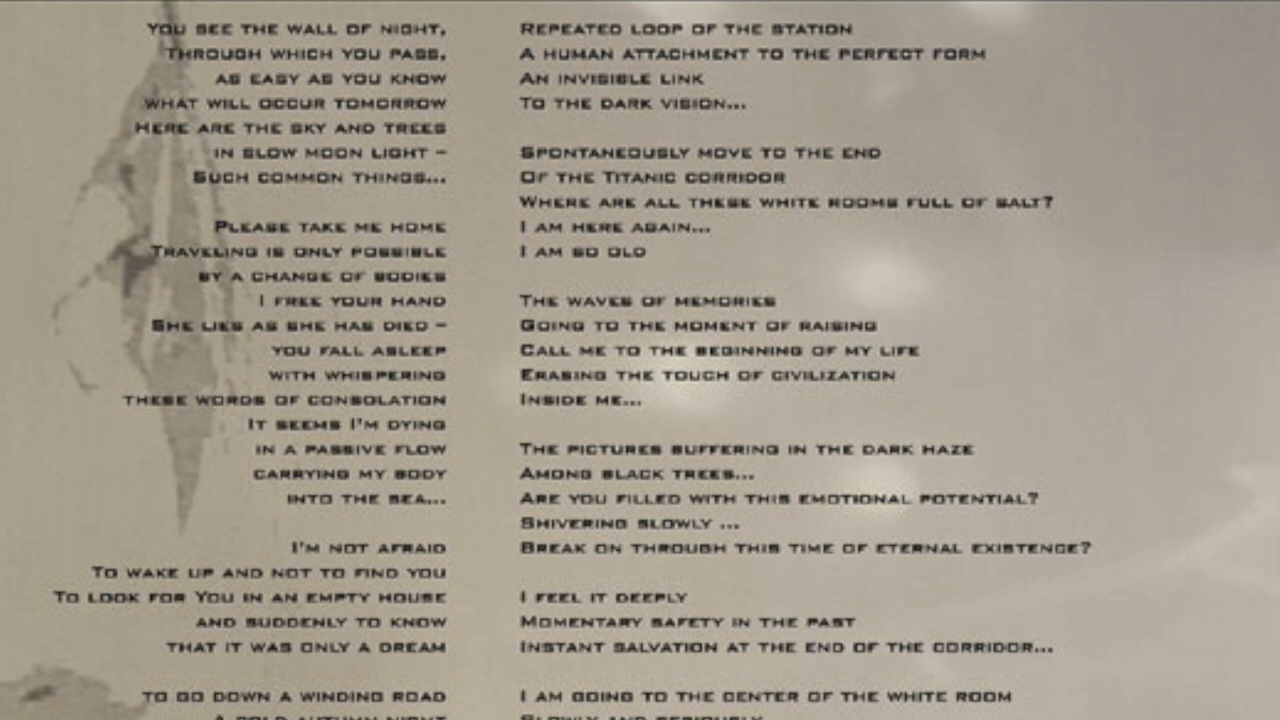 You see the wall of night,
Through which you pass,
as easy as you know
what will occur tomorrow
Here are the sky and trees
in slow moon light –
Such common things...
Please take me home
Traveling is only possible
by a change of bodies
I free your hand
She lies as she has died –
you fall asleep
with whispering
these words of consolation
It seems I'm dying
in a passive flow
carrying my body
into the sea...
I'm not afraid
To wake up and not to find you
To look for You in an empty house
and suddenly to know
that it was only a dream
to go down a winding road
a cold autumn night
Repeated loop of the station
A human attachment to the perfect form
An invisible link
To the dark vision...
Spontaneously move to the end
Of the Titanic corridor
Where are all these white rooms full of salt?
I am here again...
I am so old
The waves of memories
Going to the moment of raising
Call me to the beginning of my life
Erasing the touch of civilization
Inside me...
The pictures suffering in the dark haze
Among black trees...
Are you filled with this emotional potential?
Shivering slowly ...
Break on through this time of eternal existence?
I feel it deeply
Momentary safety in the past
Instant salvation at the end of the corridor...
I am going to the center of the white room
Slowly and seriously